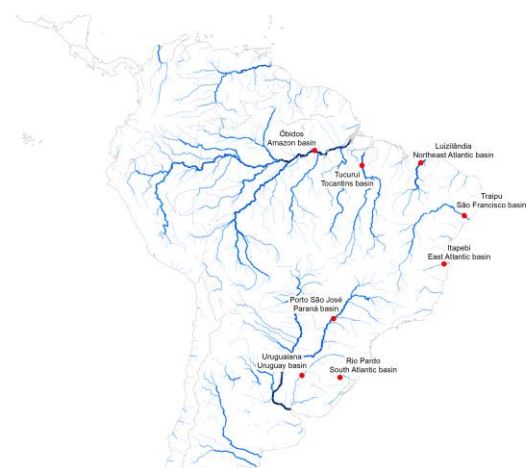 Óbidos
Amazon basin
Luizilândia
Northeast Atlantic basin
Tucuruí
Tocantins basin
Traipu
São Francisco basin
Itapebi
East Atlantic basin
Porto São José
Paraná basin
Uruguaiana
Uruguay basin
Rio Pardo
South Atlantic basin